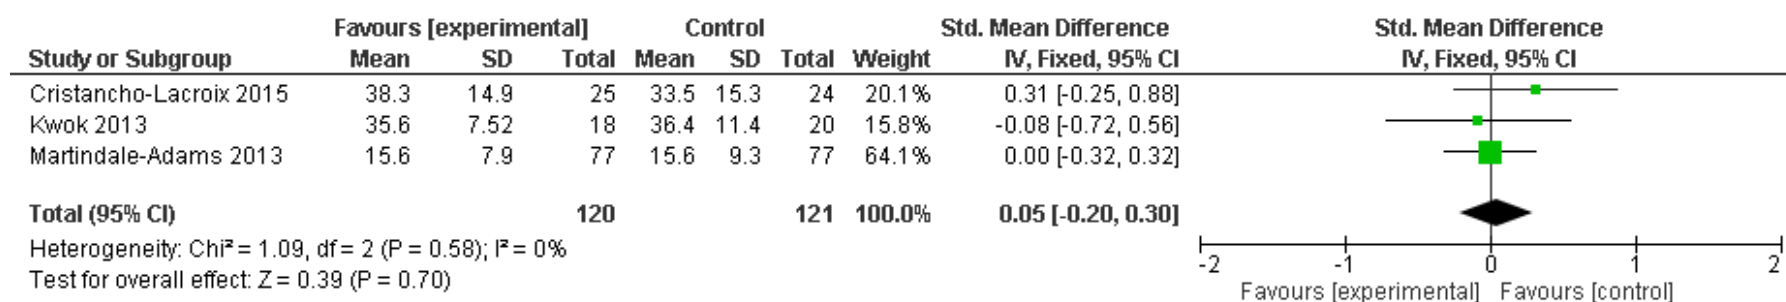 Favours [experimental] Control Std. Mean Difference Std. Mean Difference
Study or Subgroup Mean SD Total Mean SD Total Weight IV, Fixed, 95% CI IV, Fixed, 95% CI
Cristancho-Lacroix 2015 38.3 14.9 25 33.5 15.3 24 20.1% 0.31 [-0.25, 0.88]
Kwok 2013 35.6 7.52 18 36.4 11.4 20 15.8% -0.08 [-0.72, 0.56]
Martindale-Adams 2013 15.6 7.9 77 15.6 9.3 77 64.1% 0.00 [-0.32, 0.32]
Total (95% CI) 120 121 100.0% 0.05 [-0.20, 0.30]
Heterogeneity: Chi² = 1.09, df = 2 (P = 0.58); I² = 0%
Test for overall effect: Z = 0.39 (P = 0.70)
-2 -1 0 1 2
Favours [experimental] Favours [control]